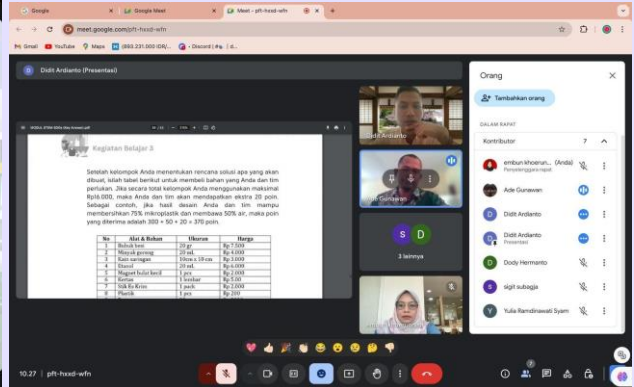 Google
Google Meet
Meet – pft-hxxd-wfn
meet.google.com/pft-hxxd-wfn
Gmail
YouTube
Maps
Didit Ardianto (Presentasi)
Kegiatan Belajar 3
Setelah kelompok Anda menentukan rencana solusi apa yang akan
dibuat, isilah tabel berikut untuk membeli bahan yang Anda dan tim
perlukan. Jika secara total kelompok Anda menggunakan maksimal
Rp16.000, maka Anda dan tim akan mendapatkan ekstra 20 poin.
Sebagai contoh, jika hasil desain Anda dan tim mampu
membersihkan 75% mikroplastik dan membawa 50% air, maka poin
yang diterima adalah 300 + 50 + 20 = 370 poin.
No Alat & Bahan Ukuran Harga
1 Bubuk besi 20 gr Rp 7.500
2 Minyak goreng 20 mL Rp 4.000
3 Kain saringan 10cm x 10 cm Rp 3.000
4 Etanol 20 mL Rp 6.000
5 Magnet bulat kecil 1 pcs Rp 2.000
6 Kertas 1 lembar Rp 500
7 Stik Es Krim 1 pack Rp 2.000
8 Plastik 1 pcs Rp 200
Didit Ardianto
Ade Gunawan
S D
3 lainnya
Orang
Tambahkan orang
DALAM RAPAT
Kontributor 7
embun khoerun... (Anda)
Penyelenggara rapat
Ade Gunawan
D Didit Ardianto
D Didit Ardianto
Presentasi
D Dody Hermanto
S sigit subagja
Yulia Ramdinawati Syam
10.27 | pft-hxxd-wfn
7